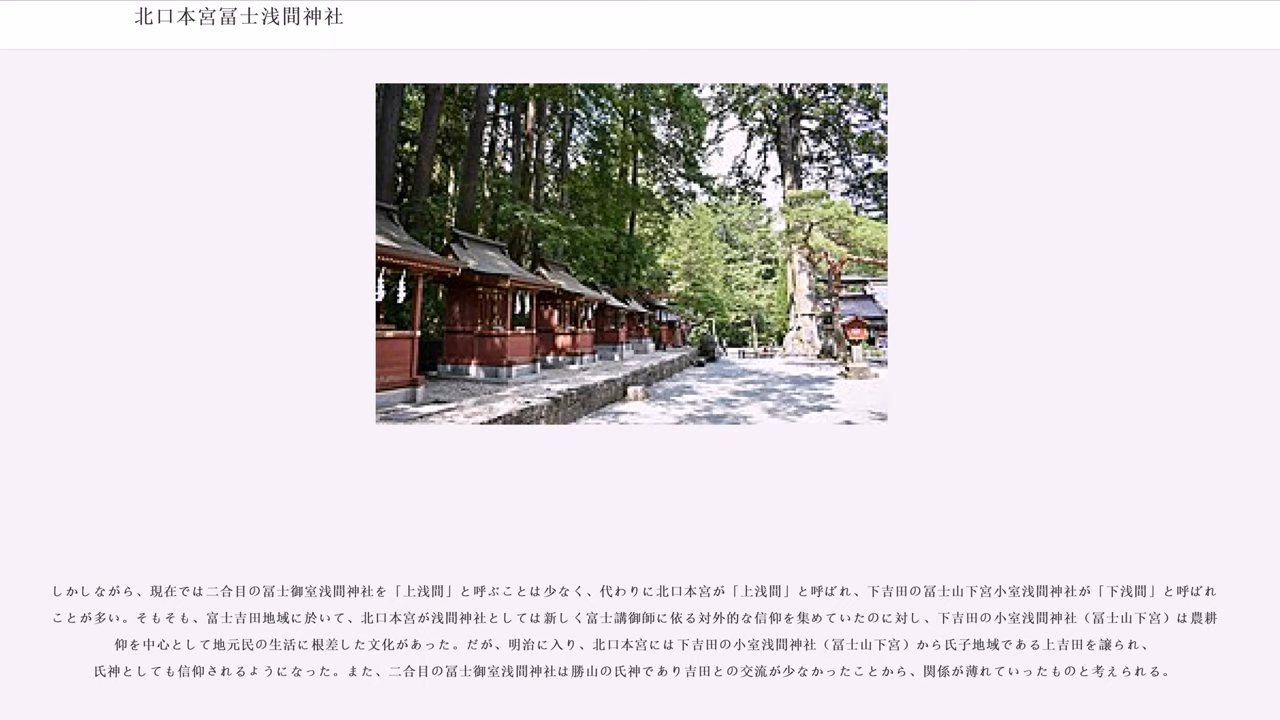 北口本宮冨士浅間神社
しかしながら、現在では二合目の冨士御室浅間神社を「上浅間」と呼ぶことは少なく、代わりに北口本宮が「上浅間」と呼ばれ、下吉田の冨士山下宮小室浅間神社が「下浅間」と呼ばれ
ことが多い。そもそも、富士吉田地域に於いて、北口本宮が浅間神社としては新しく富士講御師に依る対外的な信仰を集めていたのに対し、下吉田の小室浅間神社（冨士山下宮）は農耕
仰を中心として地元民の生活に根差した文化があった。だが、明治に入り、北口本宮には下吉田の小室浅間神社（冨士山下宮）から氏子地域である上吉田を譲られ、
氏神としても信仰されるようになった。また、二合目の冨士御室浅間神社は勝山の氏神であり吉田との交流が少なかったことから、関係が薄れていったものと考えられる。